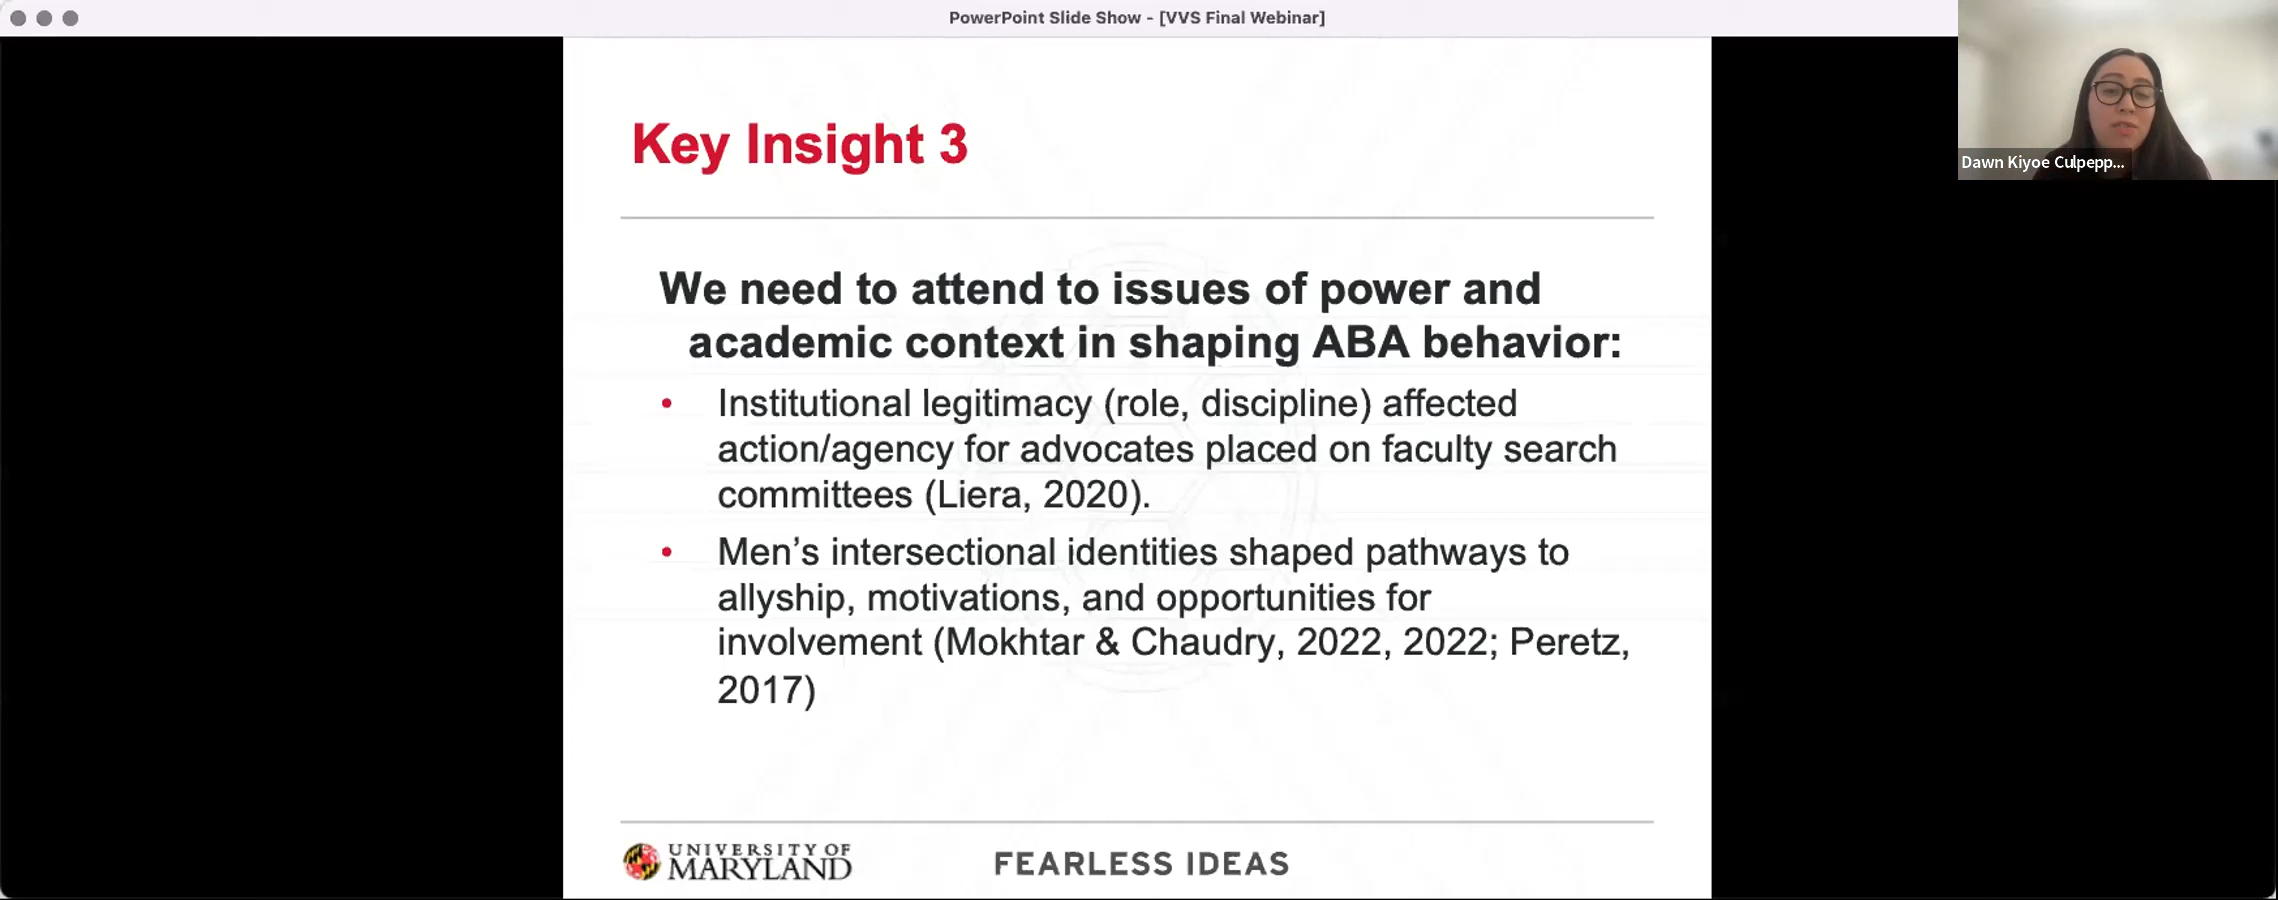 PowerPoint Slide Show - [VVS Final Webinar]
Dawn Kiyoe Culpepp...
Key Insight 3
We need to attend to issues of power and
academic context in shaping ABA behavior:
• Institutional legitimacy (role, discipline) affected
action/agency for advocates placed on faculty search
committees (Liera, 2020).
• Men’s intersectional identities shaped pathways to
allyship, motivations, and opportunities for
involvement (Mokhtar & Chaudry, 2022, 2022; Peretz,
2017)
UNIVERSITY OF
MARYLAND
FEARLESS IDEAS